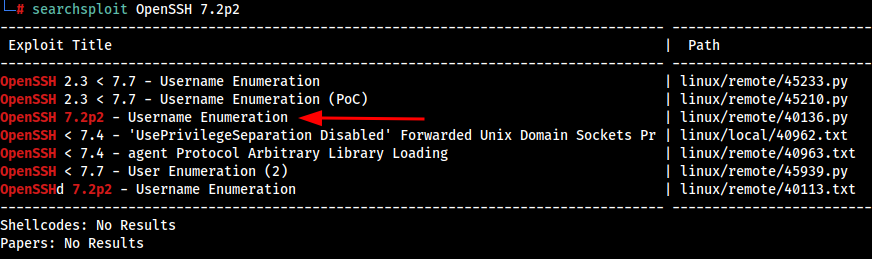 # searchsploit OpenSSH 7.2p2
Exploit Title | Path
OpenSSH 2.3 < 7.7 - Username Enumeration | linux/remote/45233.py
OpenSSH 2.3 < 7.7 - Username Enumeration (PoC) | linux/remote/45210.py
OpenSSH 7.2p2 - Username Enumeration | linux/remote/40136.py
OpenSSH < 7.4 - 'UsePrivilegeSeparation Disabled' Forwarded Unix Domain Sockets Pr | linux/local/40962.txt
OpenSSH < 7.4 - agent Protocol Arbitrary Library Loading | linux/remote/40963.txt
OpenSSH < 7.7 - User Enumeration (2) | linux/remote/45939.py
OpenSSHd 7.2p2 - Username Enumeration | linux/remote/40113.txt
Shellcodes: No Results
Papers: No Results